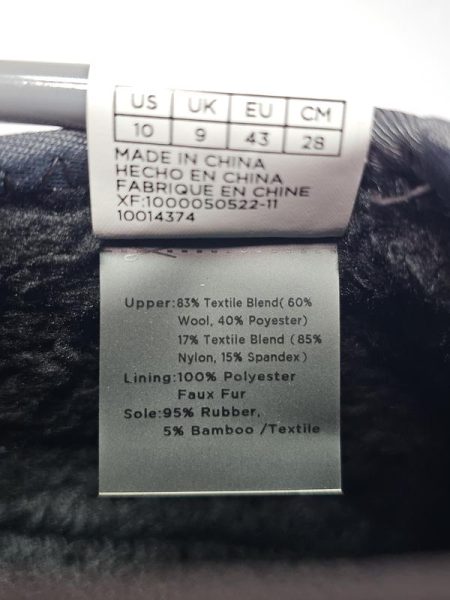 US UK EU CM
10 9 43 28
MADE IN CHINA
HECHO EN CHINA
FABRIQUE EN CHINE
XF:1000050522-11
10014374
Upper:83% Textile Blend( 60%
Wool, 40% Polyester)
17% Textile Blend (85%
Nylon, 15% Spandex)
Lining:100% Polyester
Faux Fur
Sole:95% Rubber,
5% Bamboo /Textile